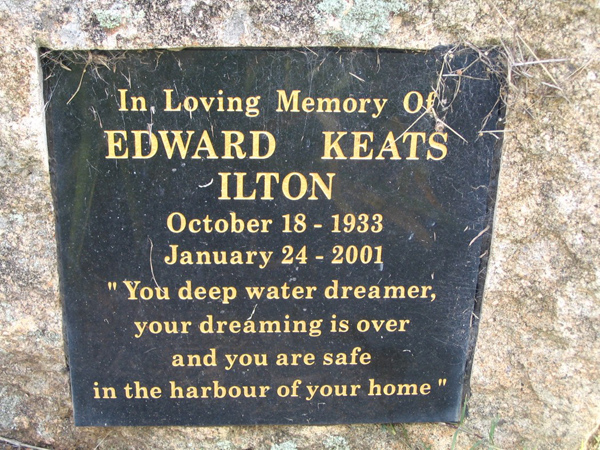 In Loving Memory Of
EDWARD KEATS
ILTON
October 18 - 1933
January 24 - 2001
" You deep water dreamer,
your dreaming is over
and you are safe
in the harbour of your home "